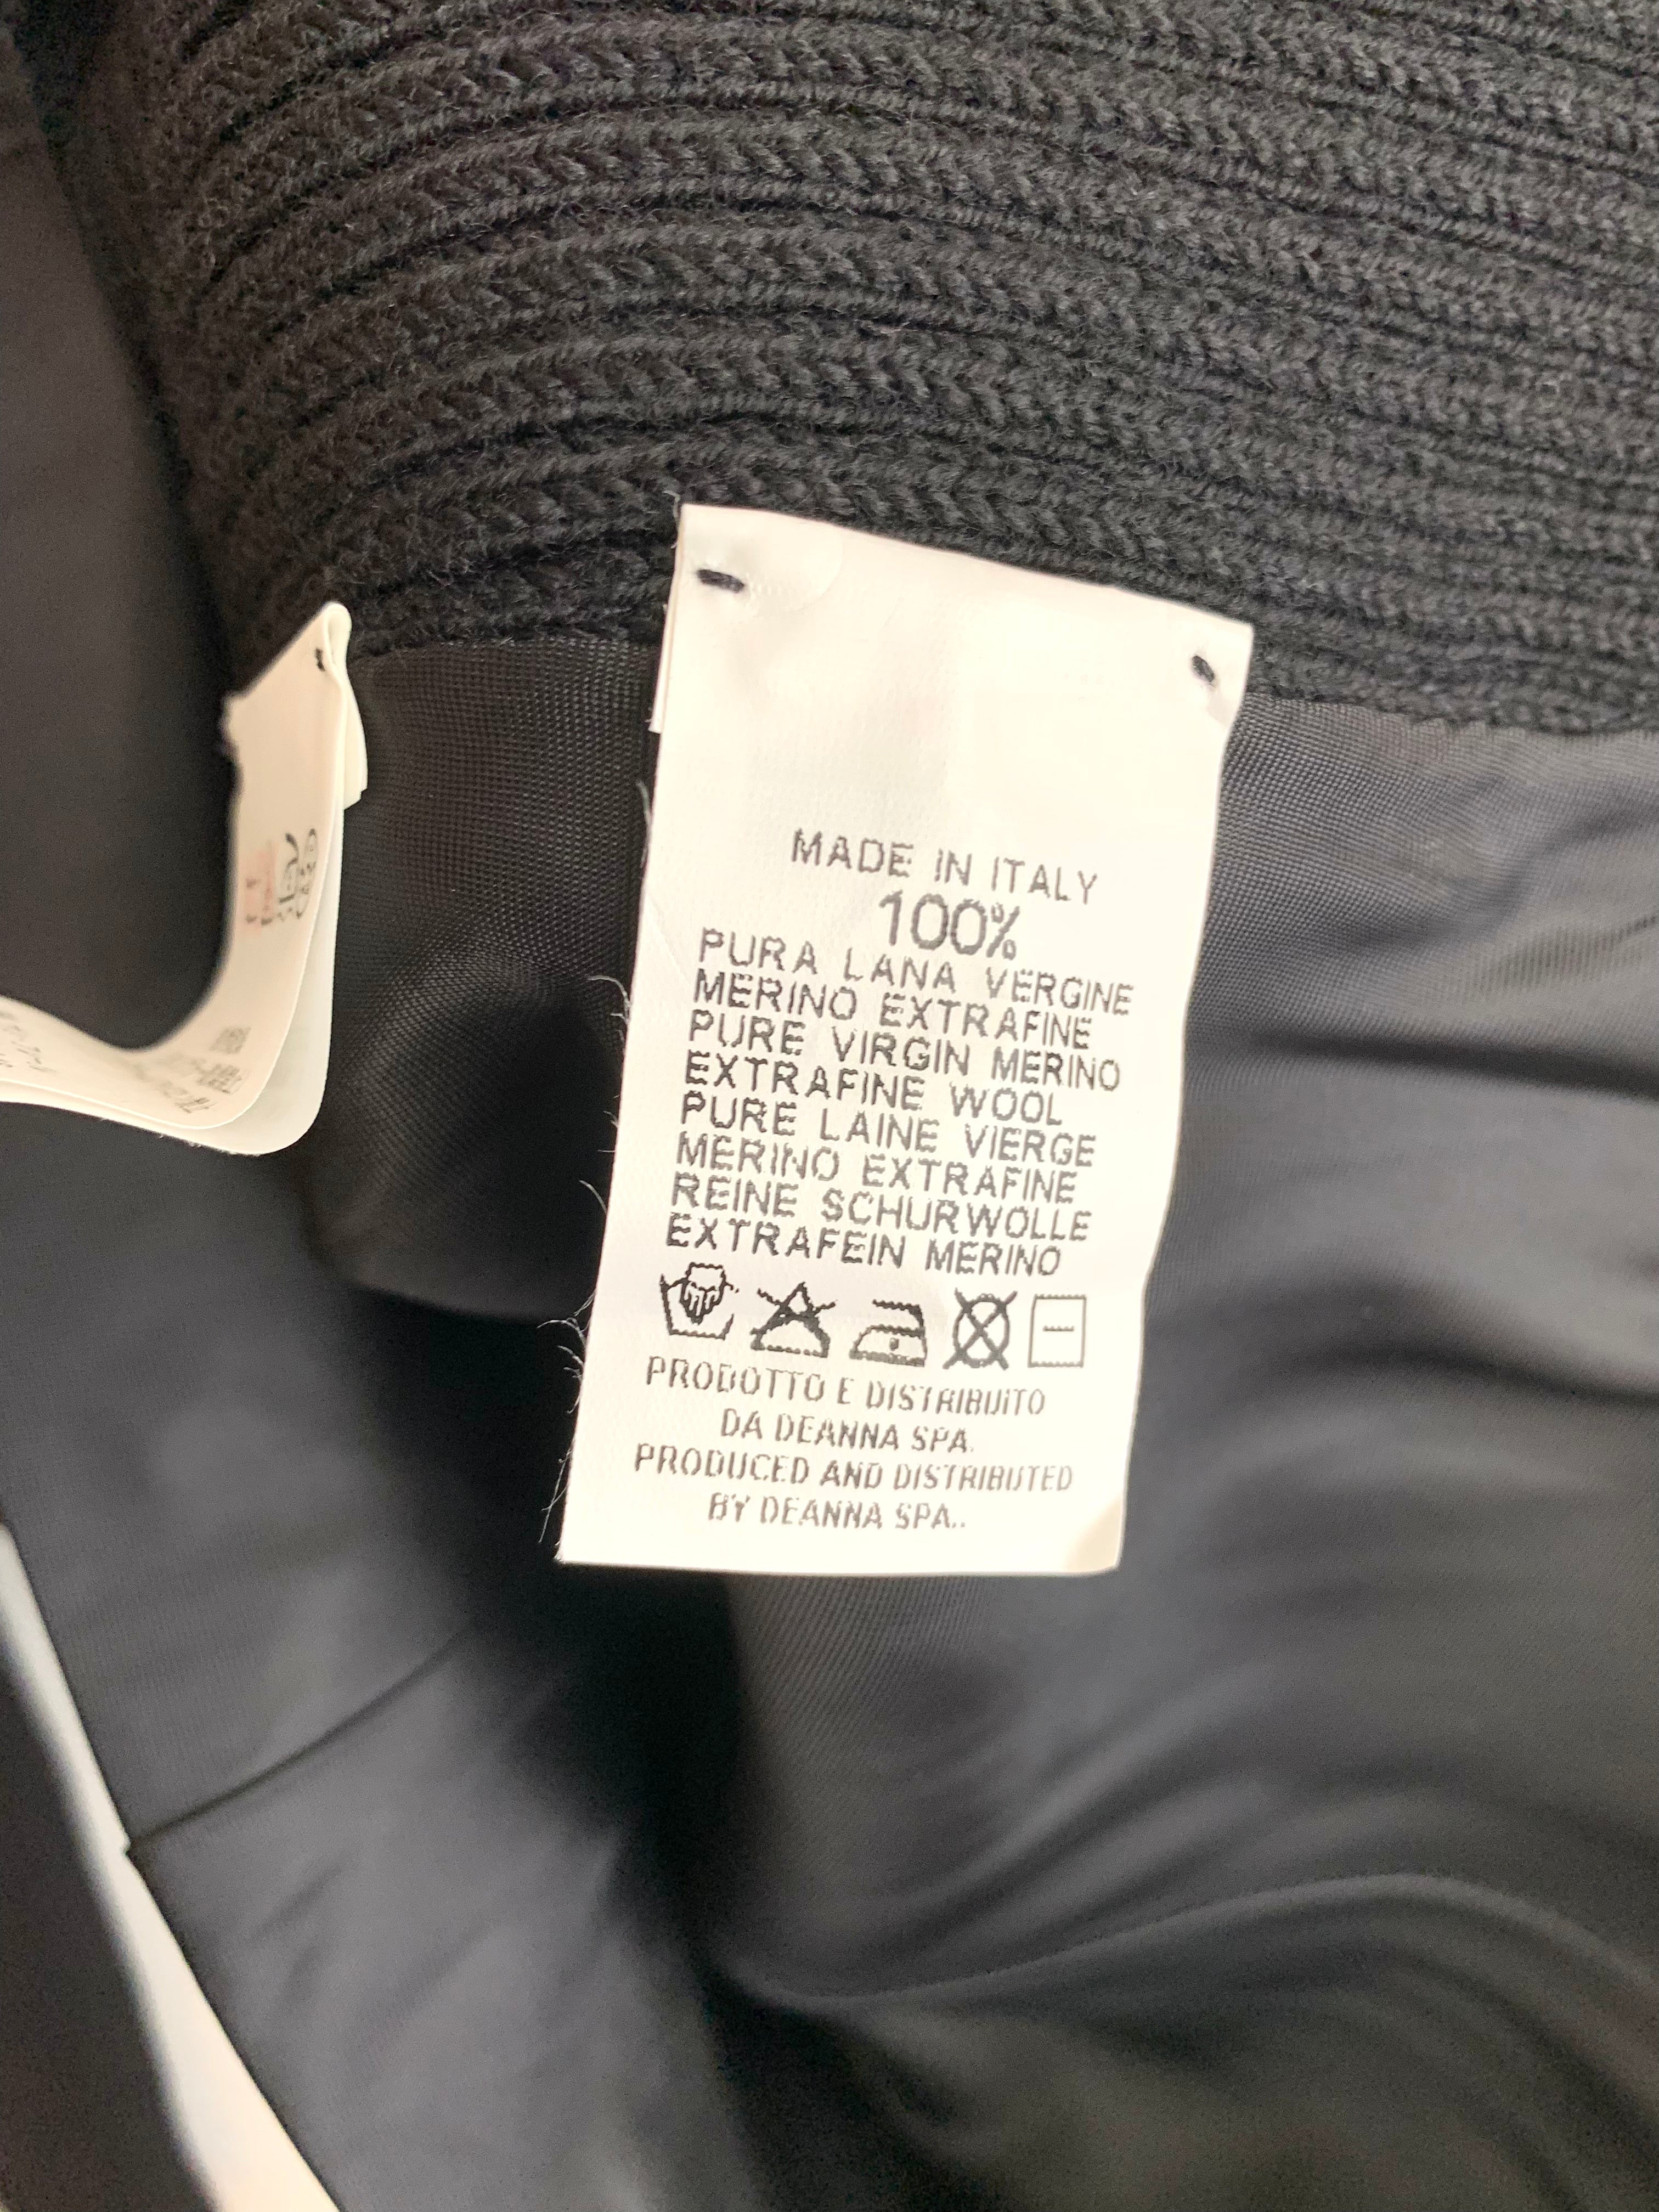 MADE IN ITALY
100%
PURA LANA VERGINE
MERINO EXTRAFINE
PURE VIRGIN MERINO
EXTRAFINE WOOL
PURE LAINE VIERGE
MERINO EXTRAFINE
REINE SCHURWOLLE
EXTRAFEIN MERINO
PRODOTTO E DISTRIBUITO
DA DEANNA SPA.
PRODUCED AND DISTRIBUTED
BY DEANNA SPA..